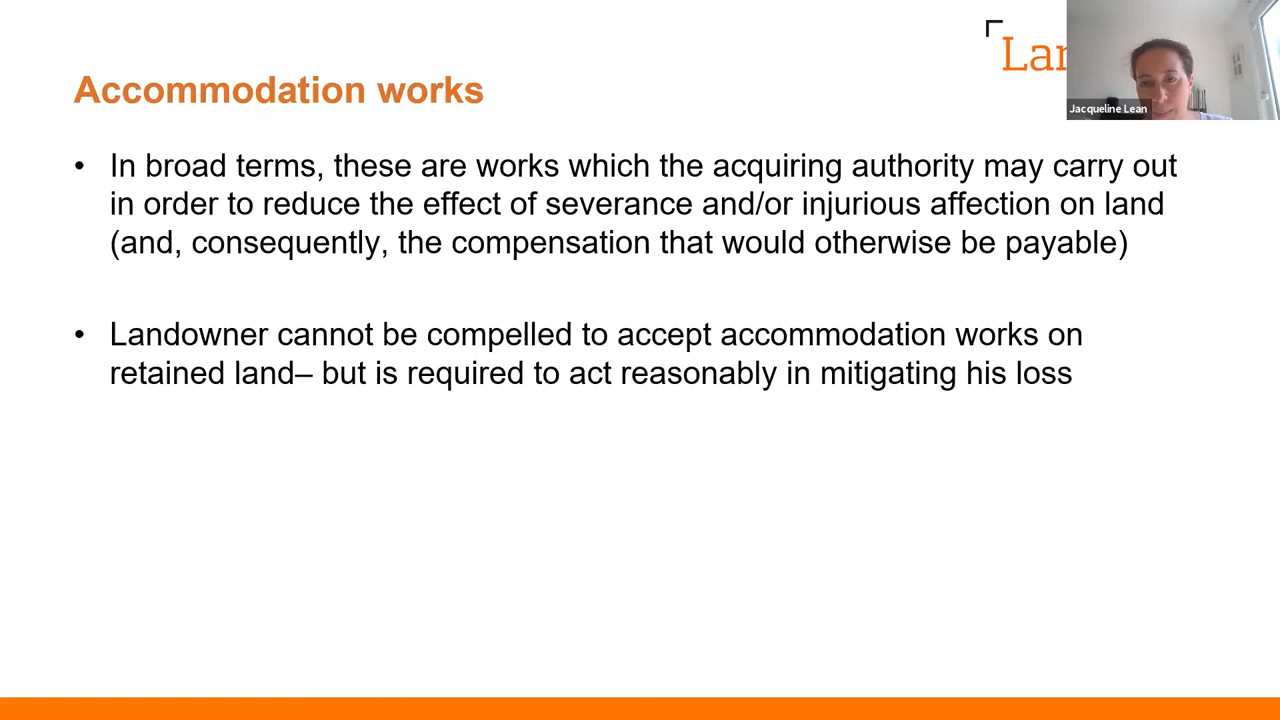 Accommodation works
Jacqueline Lean
• In broad terms, these are works which the acquiring authority may carry out
in order to reduce the effect of severance and/or injurious affection on land
(and, consequently, the compensation that would otherwise be payable)
• Landowner cannot be compelled to accept accommodation works on
retained land– but is required to act reasonably in mitigating his loss